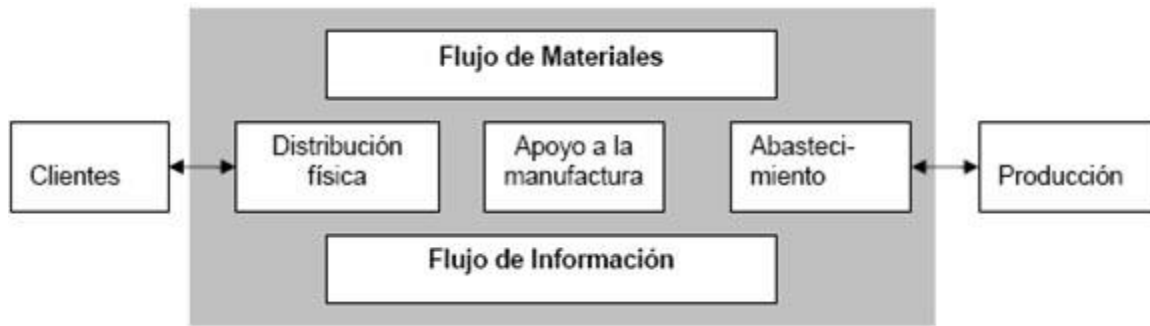 Flujo de Materiales
Clientes
Distribución
física
Apoyo a la
manufactura
Abasteci-
miento
Producción
Flujo de Información